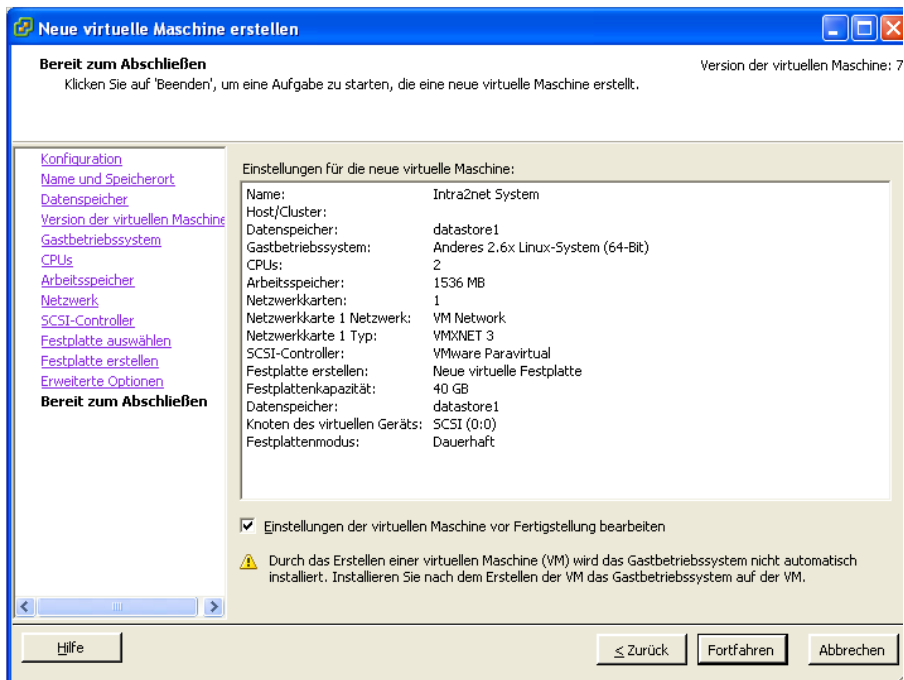 Neue virtuelle Maschine erstellen
Bereit zum Abschließen
Klicken Sie auf 'Beenden', um eine Aufgabe zu starten, die eine neue virtuelle Maschine erstellt.
Version der virtuellen Maschine: 7
Konfiguration
Name und Speicherort
Datenspeicher
Version der virtuellen Maschine
Gastbetriebssystem
CPUs
Arbeitsspeicher
Netzwerk
SCSI-Controller
Festplatte auswählen
Festplatte erstellen
Erweiterte Optionen
Bereit zum Abschließen
Einstellungen für die neue virtuelle Maschine:
Name: Intra2net System
Host/Cluster:
Datenspeicher: datastore1
Gastbetriebssystem: Anderes 2.6x Linux-System (64-Bit)
CPUs: 2
Arbeitsspeicher: 1536 MB
Netzwerkkarten: 1
Netzwerkkarte 1 Netzwerk: VM Network
Netzwerkkarte 1 Typ: VMXNET 3
SCSI-Controller: VMware Paravirtual
Festplatte erstellen: Neue virtuelle Festplatte
Festplattenkapazität: 40 GB
Datenspeicher: datastore1
Knoten des virtuellen Geräts: SCSI (0:0)
Festplattenmodus: Dauerhaft
Einstellungen der virtuellen Maschine vor Fertigstellung bearbeiten
Durch das Erstellen einer virtuellen Maschine (VM) wird das Gastbetriebssystem nicht automatisch
installiert. Installieren Sie nach dem Erstellen der VM das Gastbetriebssystem auf der VM.
Hilfe
< Zurück
Fortfahren
Abbrechen